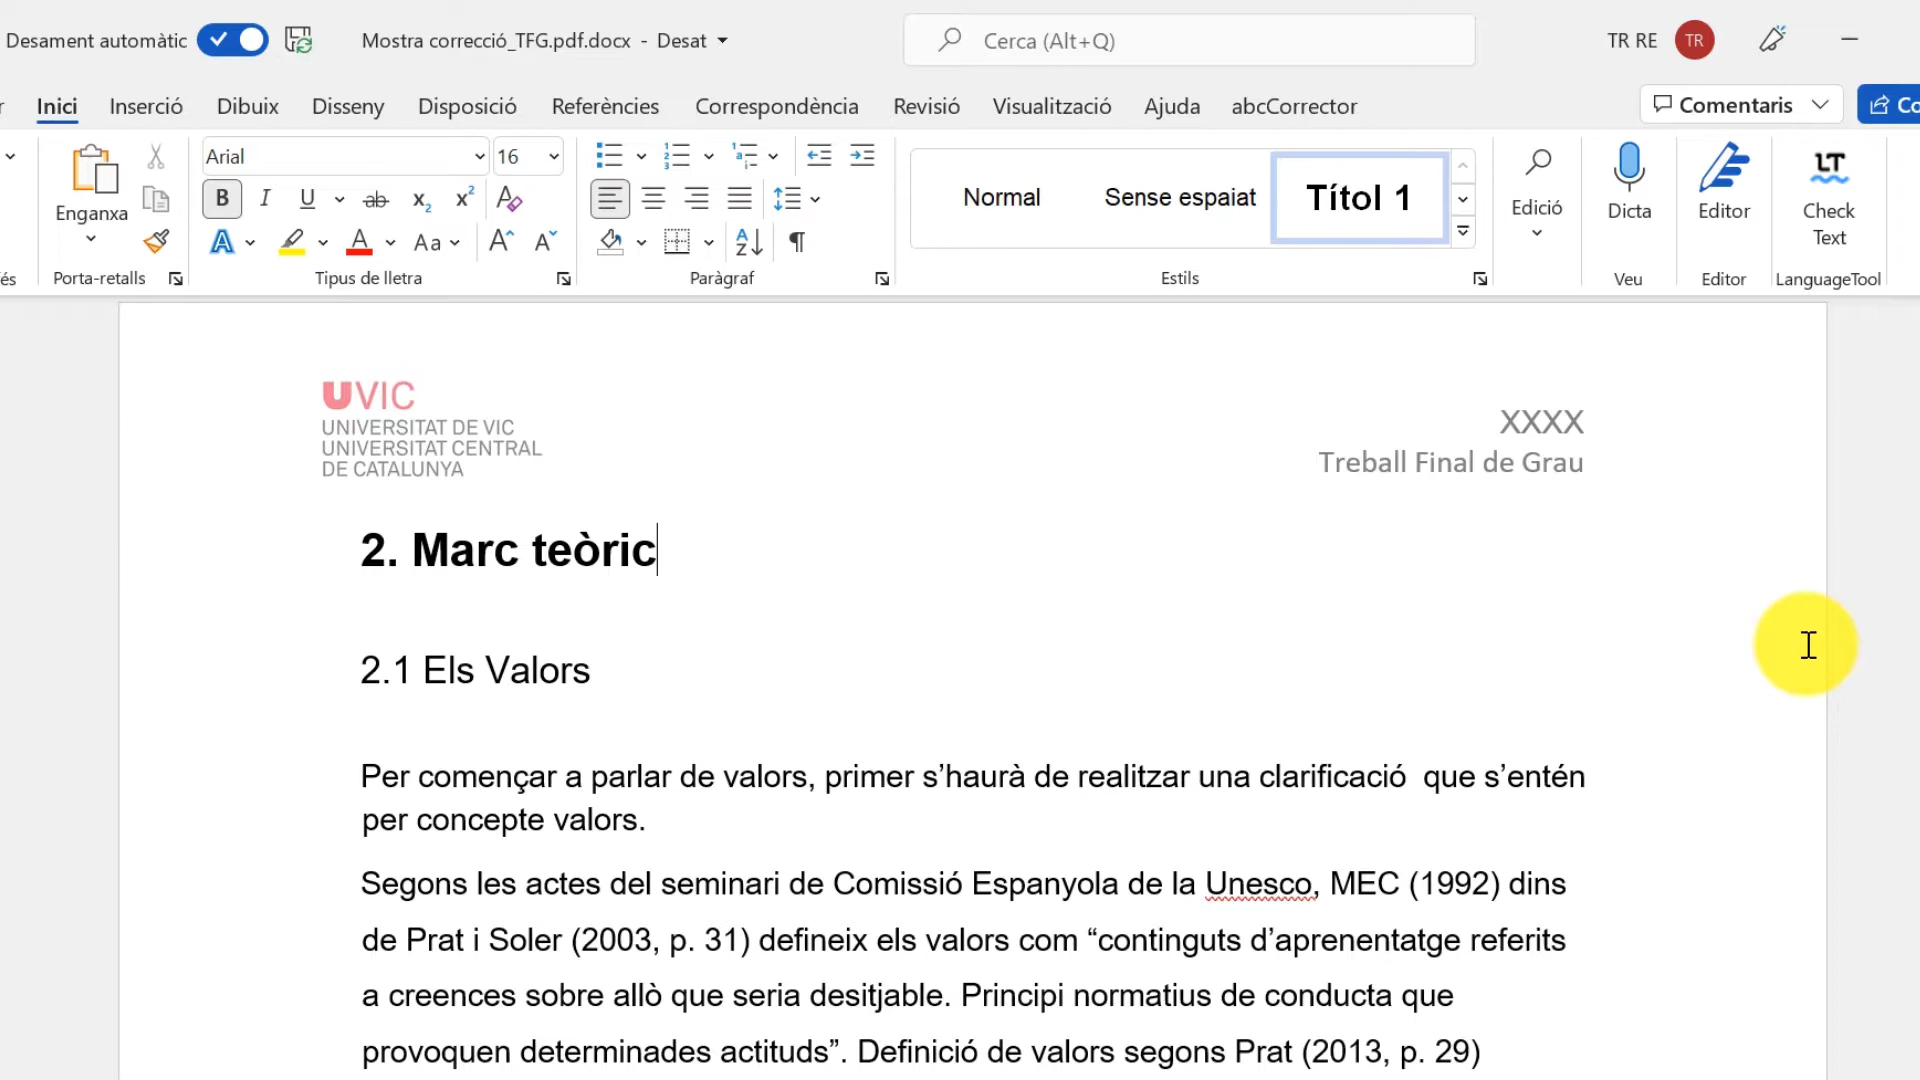 Desament automàtic
Mostra correcció_TFG.pdf.docx - Desat
Cerca (Alt+Q)
TR RE
TR
Inici Inserció Dibuix Disseny Disposició Referències Correspondència Revisió Visualització Ajuda abcCorrector
Comentaris
Enganxa
Arial
16
Normal
Sense espaiat
Títol 1
Edició
Dicta
Editor
Check
Text
Porta-retalls
Tipus de lletra
Paràgraf
Estils
Veu
Editor
LanguageTool
UVIC
UNIVERSITAT DE VIC
UNIVERSITAT CENTRAL
DE CATALUNYA
XXXX
Treball Final de Grau
2. Marc teòric
2.1 Els Valors
Per començar a parlar de valors, primer s’haurà de realitzar una clarificació  que s’entén
per concepte valors.
Segons les actes del seminari de Comissió Espanyola de la Unesco, MEC (1992) dins
de Prat i Soler (2003, p. 31) defineix els valors com “continguts d’aprenentatge referits
a creences sobre allò que seria desitjable. Principi normatius de conducta que
provoquen determinades actituds”. Definició de valors segons Prat (2013, p. 29)